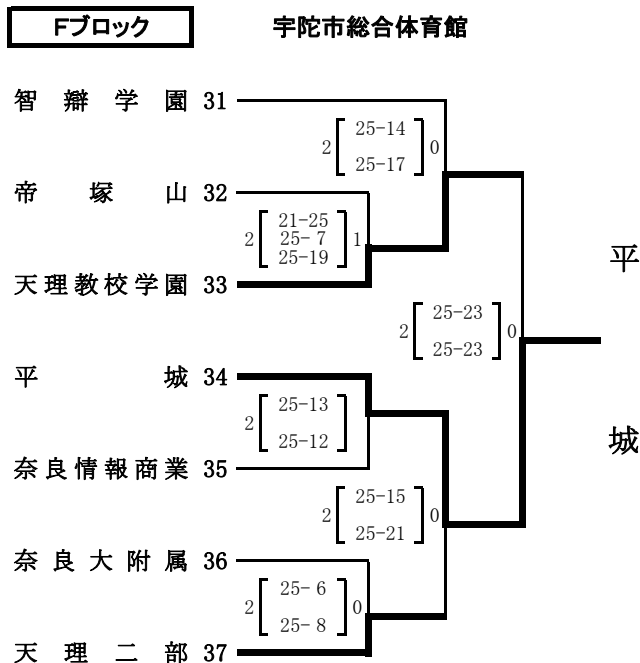 Fブロック 宇陀市総合体育館
智辯学園 31
2 25-14 0
25-17
帝塚山 32
21-25
2 25- 7 1
25-19
天理教校学園 33
平城
2 25-23 0
25-23
平城 34
2 25-13
25-12
奈良情報商業 35
2 25-15 0
25-21
奈良大附属 36
2 25- 6 0
25- 8
天理二部 37